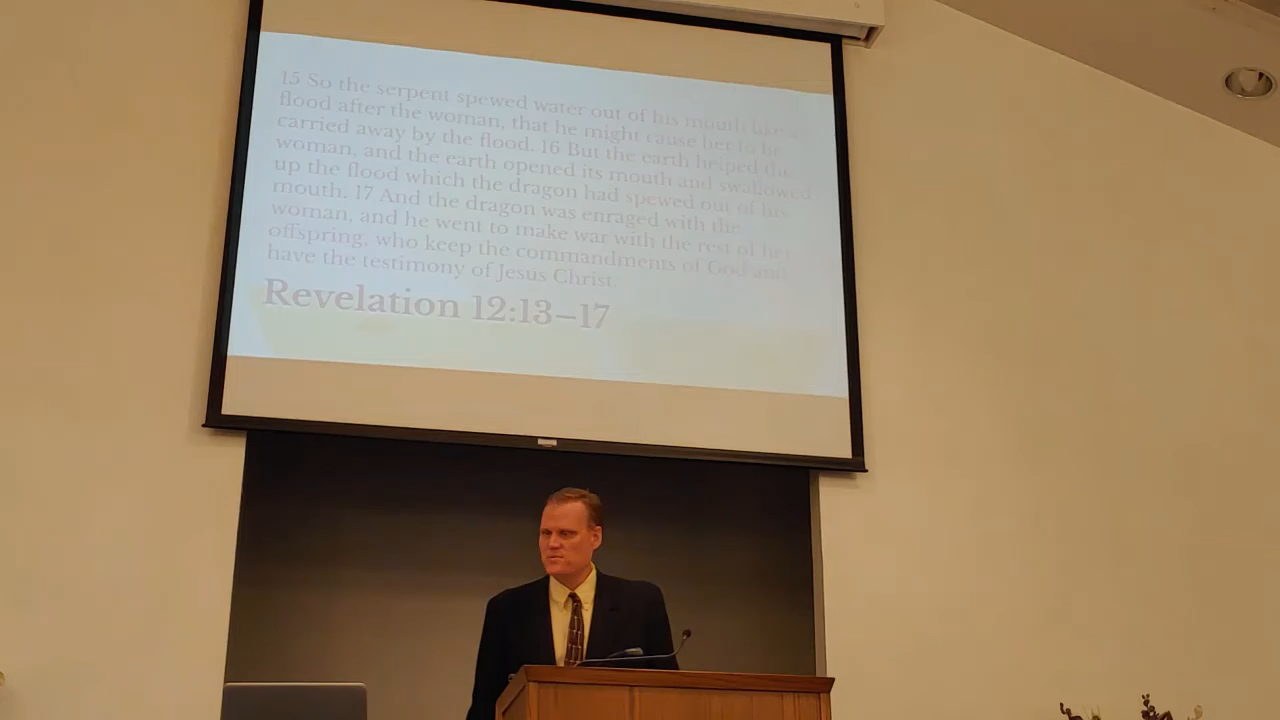 15 So the serpent spewed water out of his mouth like a
flood after the woman, that he might cause her to be
carried away by the flood. 16 But the earth helped the
woman, and the earth opened its mouth and swallowed
up the flood which the dragon had spewed out of his
mouth. 17 And the dragon was enraged with the
woman, and he went to make war with the rest of her
offspring, who keep the commandments of God and
have the testimony of Jesus Christ.
Revelation 12:13–17